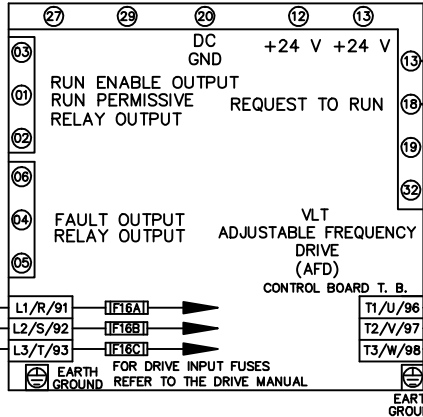 27 29 20 12 13
DC
GND
+24 V +24 V
03
01
02
RUN ENABLE OUTPUT
RUN PERMISSIVE
RELAY OUTPUT
REQUEST TO RUN
13
18
19
32
06
04
05
FAULT OUTPUT
RELAY OUTPUT
VLT
ADJUSTABLE FREQUENCY
DRIVE
(AFD)
CONTROL BOARD T. B.
L1/R/91 F16A T1/U/96
L2/S/92 F16B T2/V/97
L3/T/93 F16C T3/W/98
EARTH
GROUND
FOR DRIVE INPUT FUSES
REFER TO THE DRIVE MANUAL